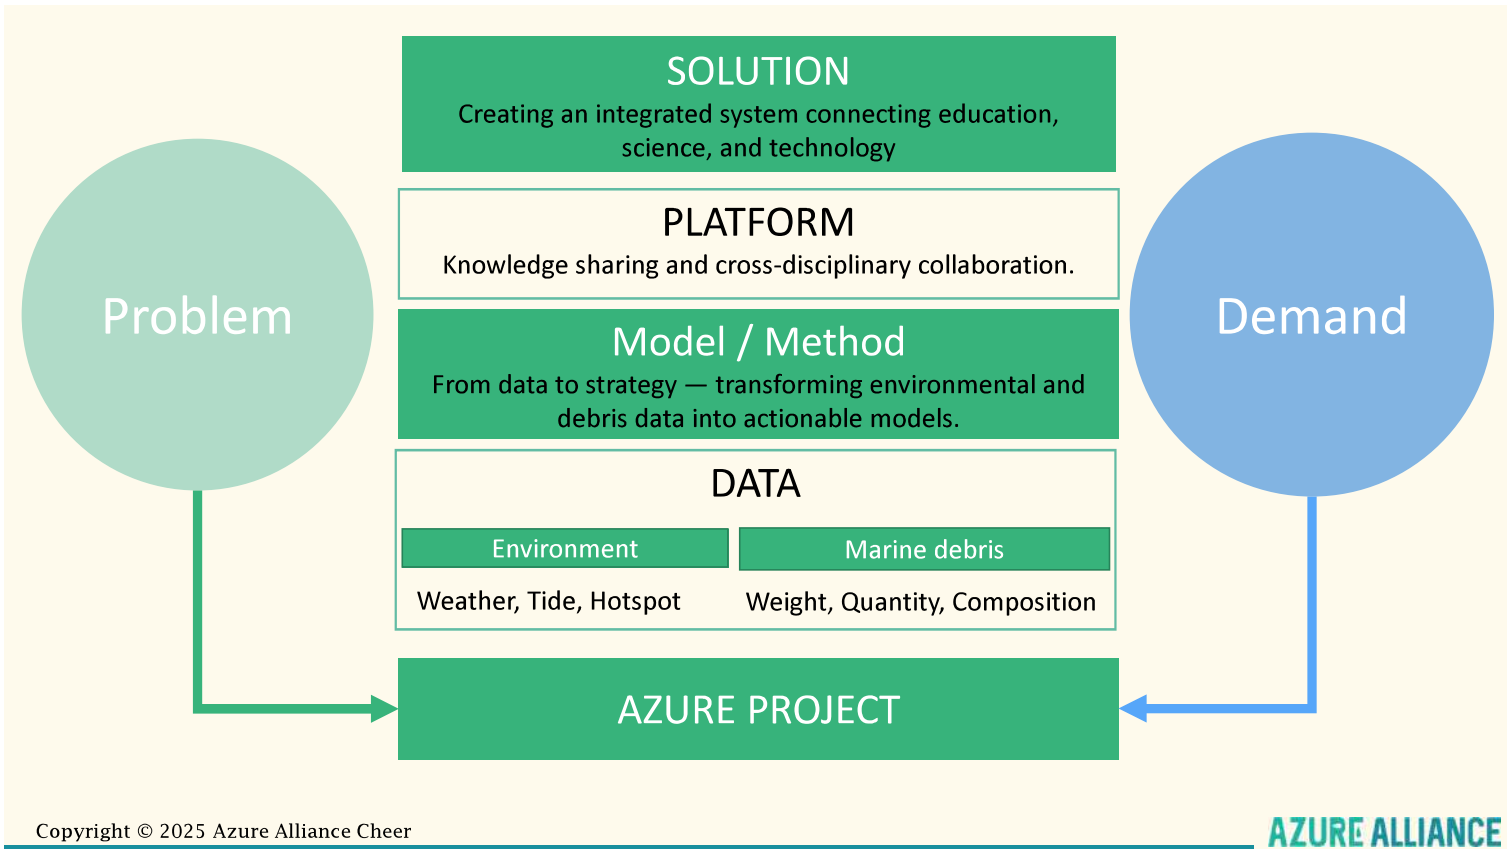 SOLUTION
Creating an integrated system connecting education,
science, and technology
PLATFORM
Knowledge sharing and cross-disciplinary collaboration.
Problem
Demand
Model / Method
From data to strategy — transforming environmental and
debris data into actionable models.
DATA
Environment
Marine debris
Weather, Tide, Hotspot
Weight, Quantity, Composition
AZURE PROJECT
Copyright © 2025 Azure Alliance Cheer
AZURE ALLIANCE